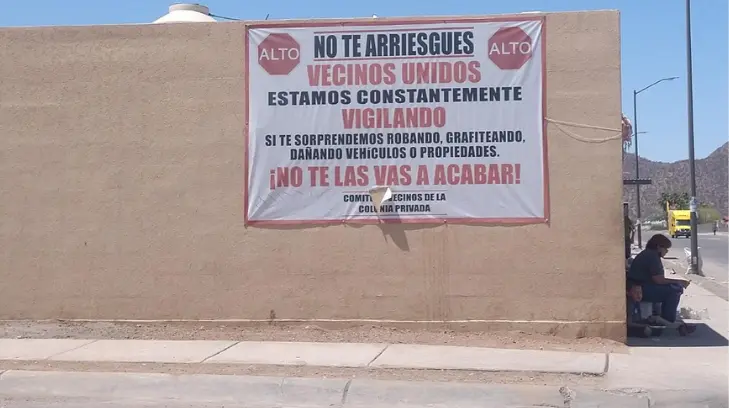 ALTO
ALTO
NO TE ARRIESGUES
VECINOS UNIDOS
ESTAMOS CONSTANTEMENTE
VIGILANDO
SI TE SORPRENDEMOS ROBANDO, GRAFITEANDO,
DAÑANDO VEHíCULOS O PROPIEDADES.
¡NO TE LAS VAS A ACABAR!
VECINOS DE LA
COLONIA PRIVADA